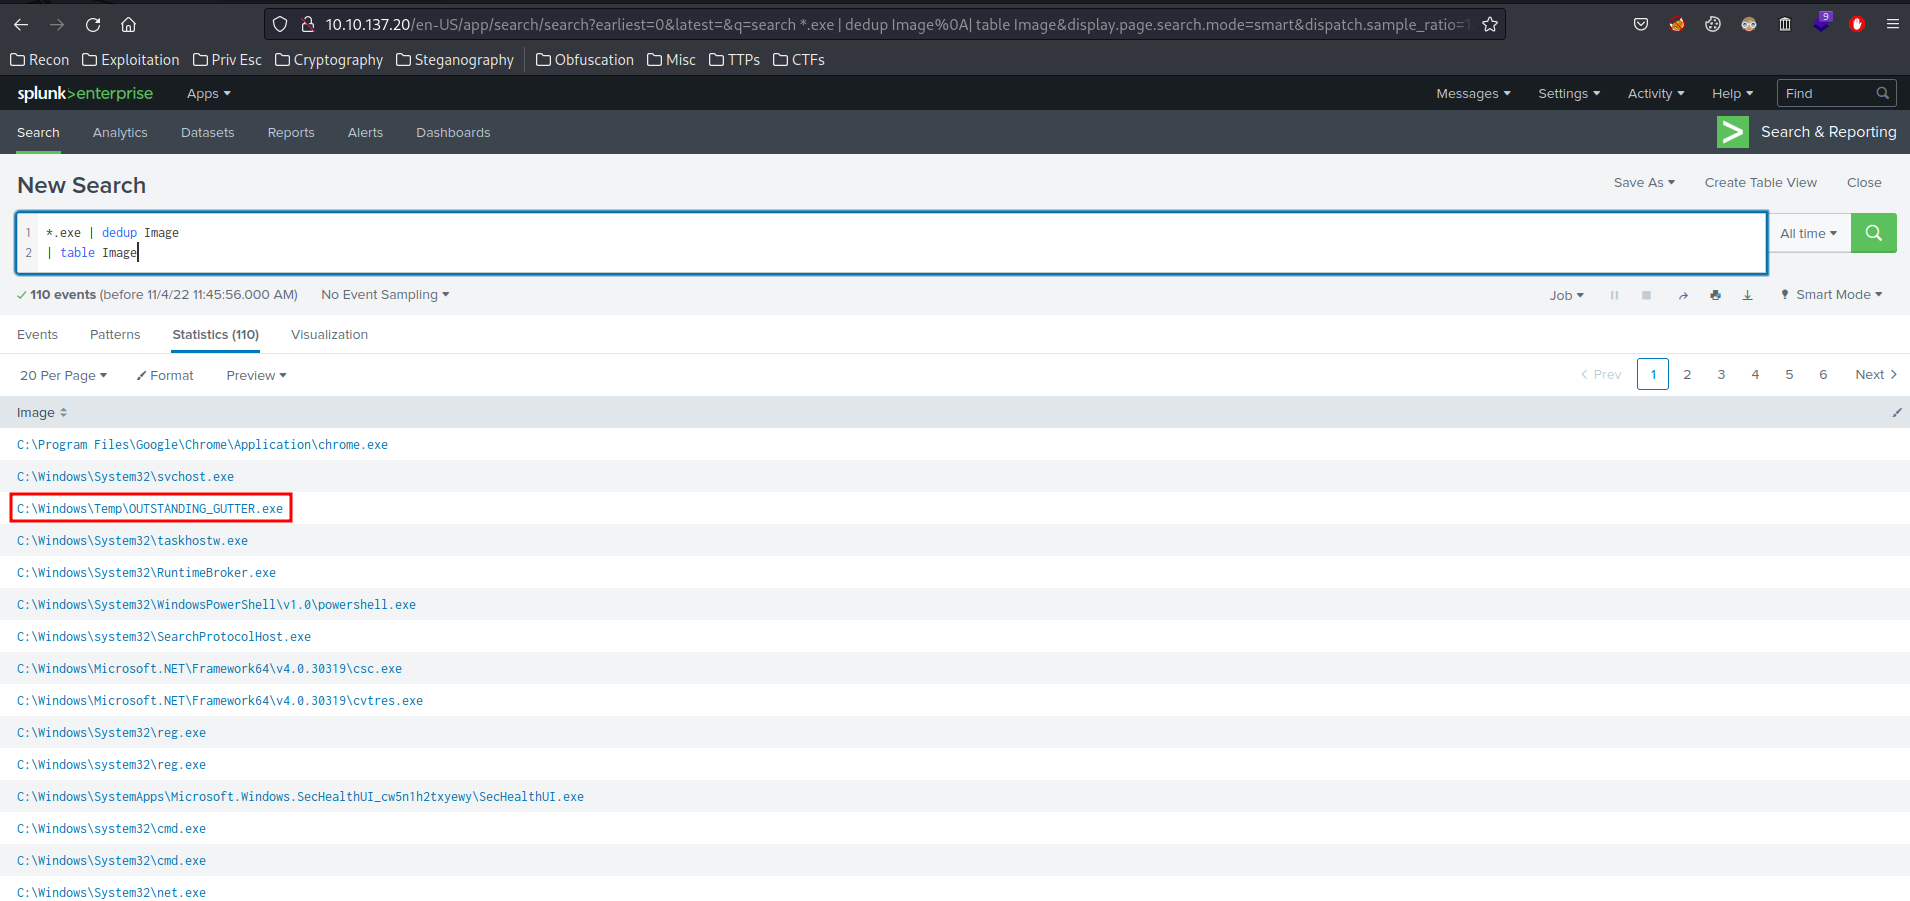 10.10.137.20/en-US/app/search/search?earliest=0&latest=&q=search *.exe | dedup Image%0A| table Image&display.page.search.mode=smart&dispatch.sample_ratio=
9
Recon Exploitation Priv Esc Cryptography Steganography Obfuscation Misc TTPs CTFs
splunk>enterprise Apps Messages Settings Activity Help Find
Search Analytics Datasets Reports Alerts Dashboards Search & Reporting
New Search Save As Create Table View Close
1 *.exe | dedup Image
2 | table Image
All time
110 events (before 11/4/22 11:45:56.000 AM) No Event Sampling Job Smart Mode
Events Patterns Statistics (110) Visualization
20 Per Page Format Preview < Prev 1 2 3 4 5 6 Next >
Image
C:\Program Files\Google\Chrome\Application\chrome.exe
C:\Windows\System32\svchost.exe
C:\Windows\Temp\OUTSTANDING_GUTTER.exe
C:\Windows\System32\taskhostw.exe
C:\Windows\System32\RuntimeBroker.exe
C:\Windows\System32\WindowsPowerShell\v1.0\powershell.exe
C:\Windows\system32\SearchProtocolHost.exe
C:\Windows\Microsoft.NET\Framework64\v4.0.30319\csc.exe
C:\Windows\Microsoft.NET\Framework64\v4.0.30319\cvtres.exe
C:\Windows\System32\reg.exe
C:\Windows\system32\reg.exe
C:\Windows\SystemApps\Microsoft.Windows.SecHealthUI_cw5n1h2txyewy\SecHealthUI.exe
C:\Windows\system32\cmd.exe
C:\Windows\System32\cmd.exe
C:\Windows\System32\net.exe